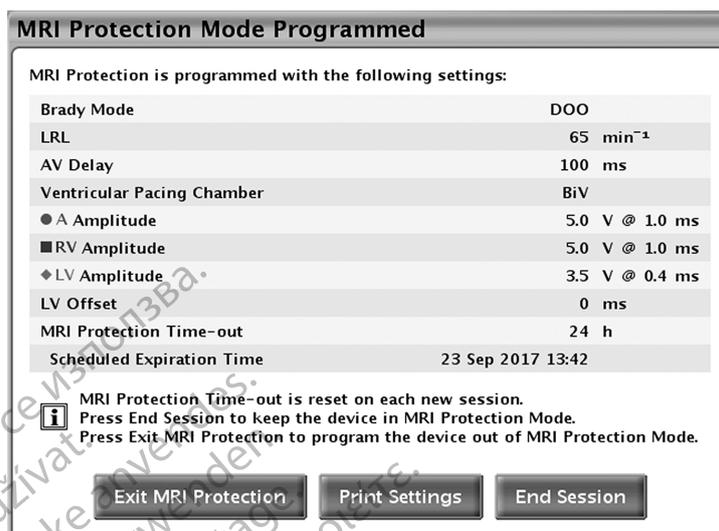 MRI Protection Mode Programmed
MRI Protection is programmed with the following settings:
Brady Mode DOO
LRL 65 min⁻¹
AV Delay 100 ms
Ventricular Pacing Chamber BiV
A Amplitude 5.0 V @ 1.0 ms
RV Amplitude 5.0 V @ 1.0 ms
LV Amplitude 3.5 V @ 0.4 ms
LV Offset 0 ms
MRI Protection Time-out 24 h
Scheduled Expiration Time 23 Sep 2017 13:42
MRI Protection Time-out is reset on each new session.
i Press End Session to keep the device in MRI Protection Mode.
Press Exit MRI Protection to program the device out of MRI Protection Mode.
Exit MRI Protection Print Settings End Session
се използва.
anvendes.